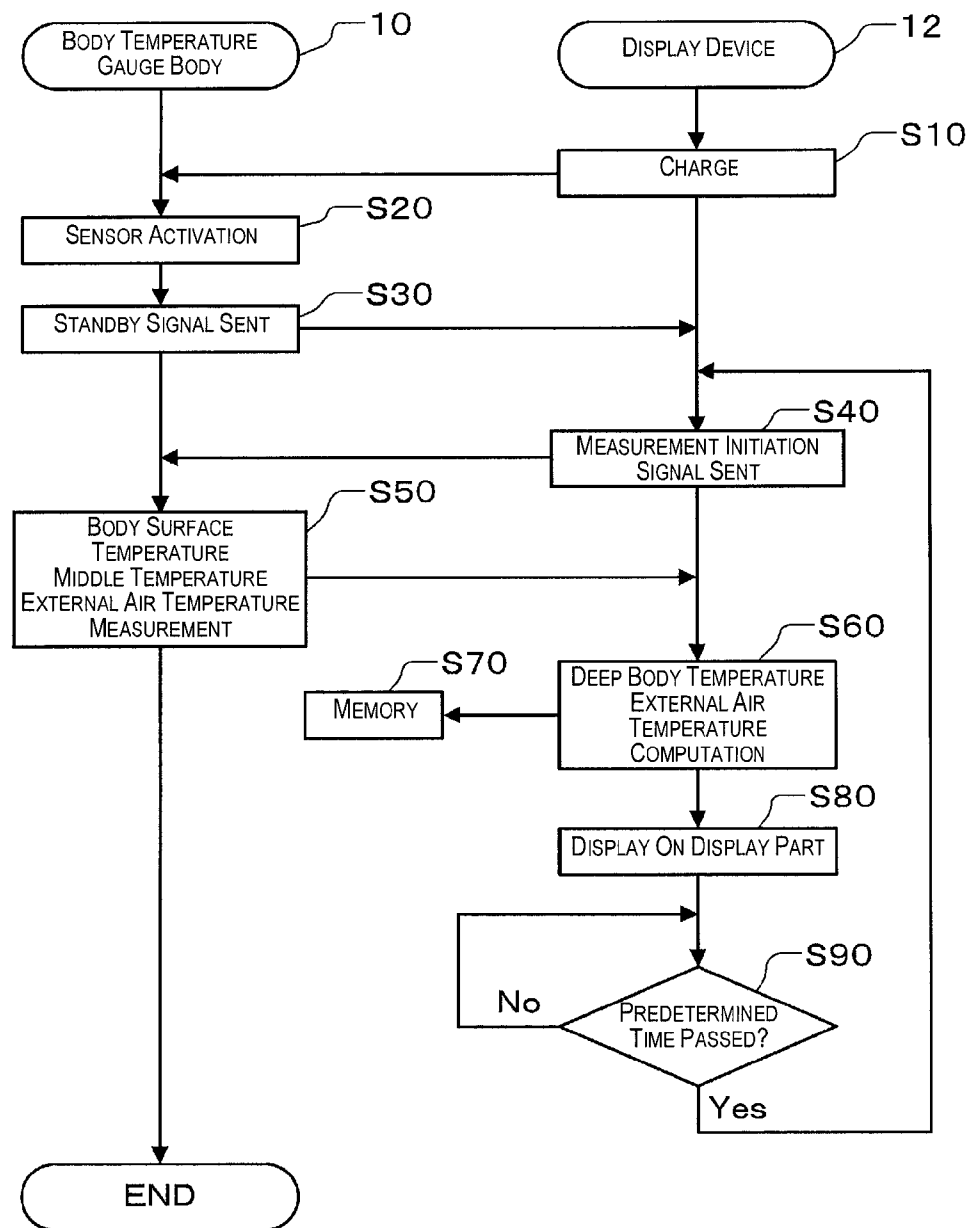 10
BODY TEMPERATURE
GAUGE BODY
12
DISPLAY DEVICE
S10
CHARGE
S20
SENSOR ACTIVATION
S30
STANDBY SIGNAL SENT
S40
MEASUREMENT INITIATION
SIGNAL SENT
S50
BODY SURFACE
TEMPERATURE
MIDDLE TEMPERATURE
EXTERNAL AIR TEMPERATURE
MEASUREMENT
S60
DEEP BODY TEMPERATURE
EXTERNAL AIR
TEMPERATURE
COMPUTATION
S70
MEMORY
S80
DISPLAY ON DISPLAY PART
S90
PREDETERMINED
TIME PASSED?
No
Yes
END